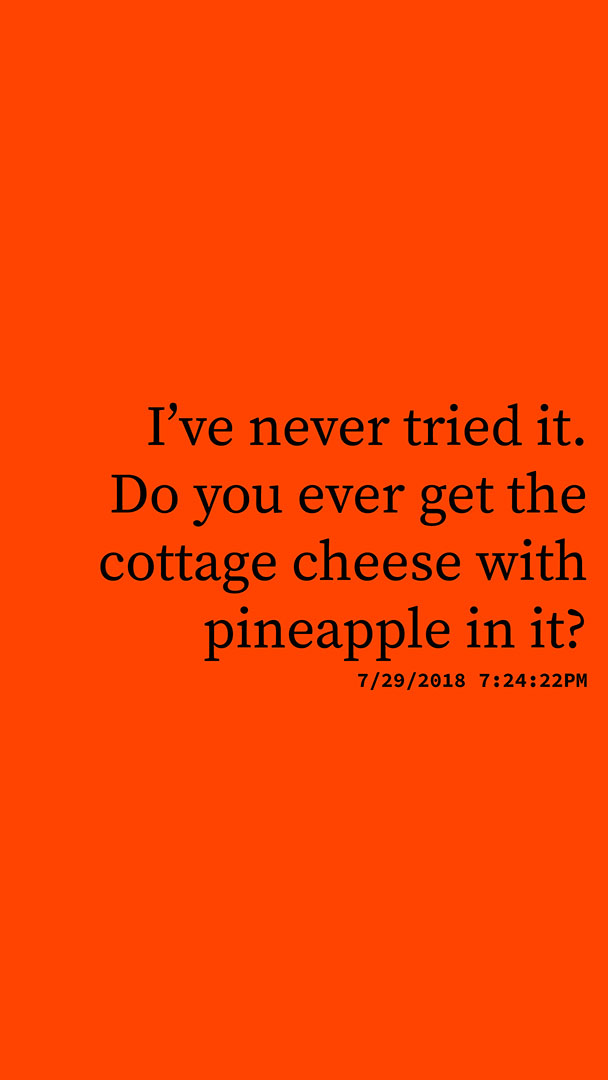 I’ve never tried it.
Do you ever get the
cottage cheese with
pineapple in it?
7/29/2018 7:24:22PM